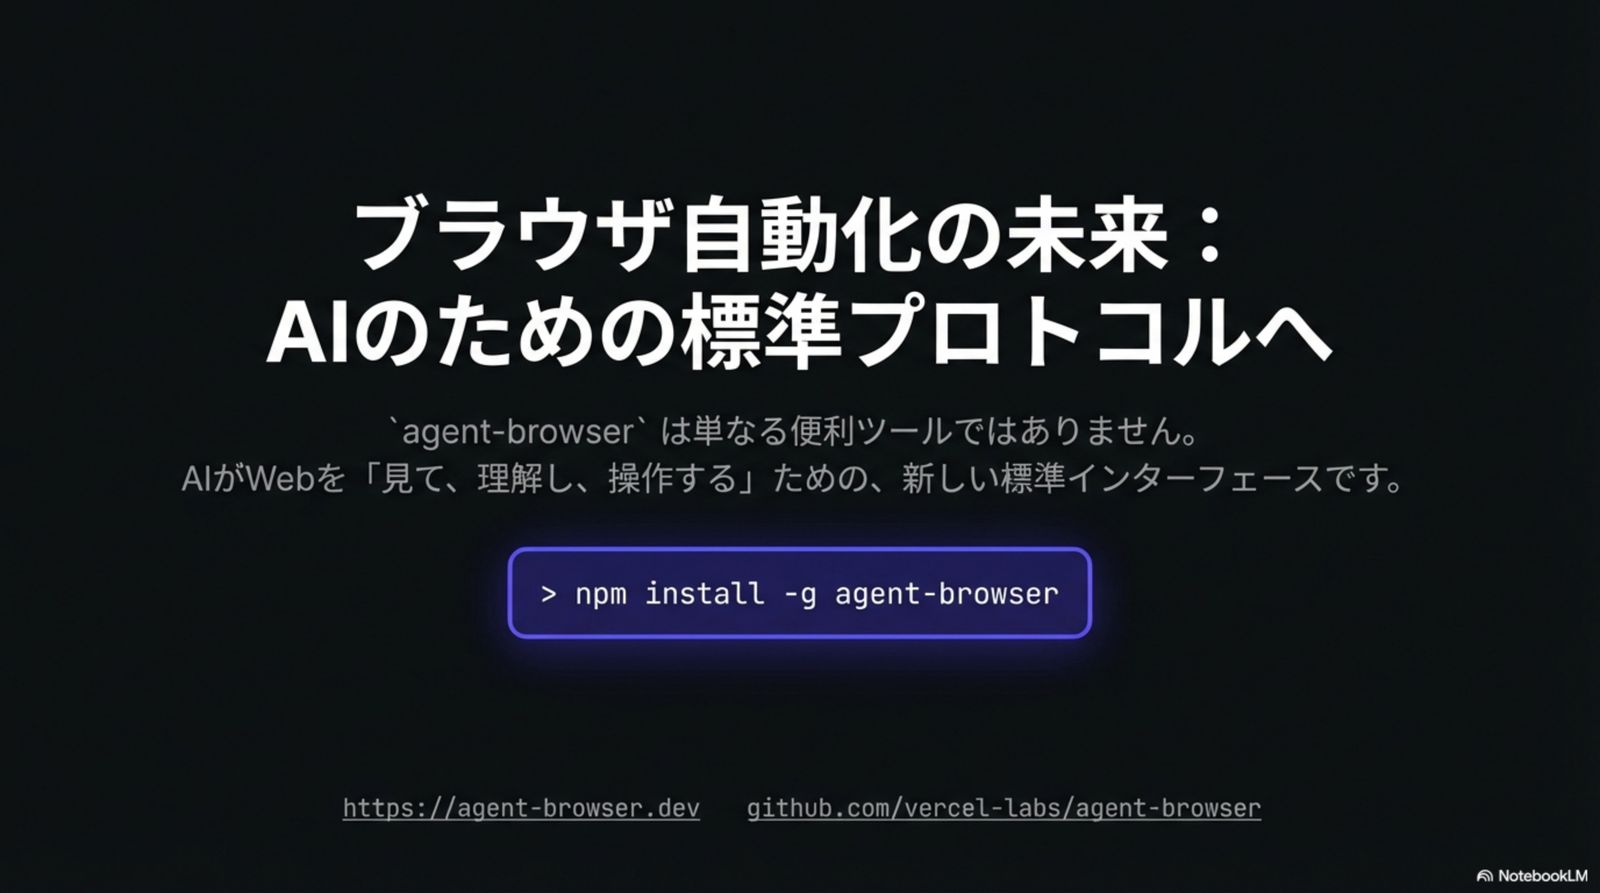 ブラウザ自動化の未来：
AIのための標準プロトコルへ
`agent-browser` は単なる便利ツールではありません。
AIがWebを「見て、理解し、操作する」ための、新しい標準インターフェースです。
> npm install -g agent-browser
https://agent-browser.dev
github.com/vercel-labs/agent-browser
NotebookLM